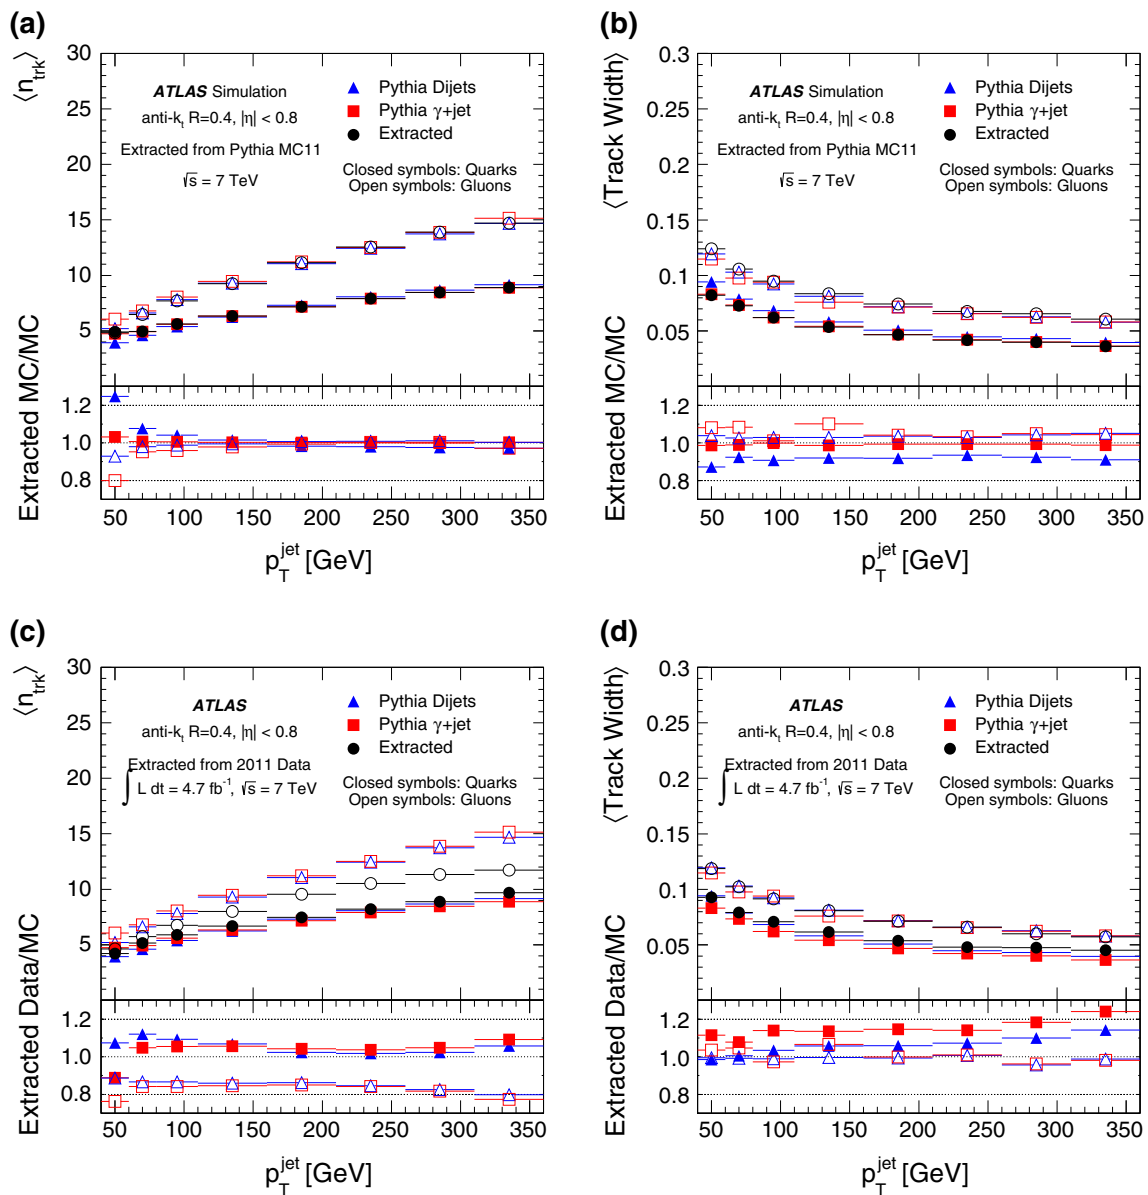 (a)
⟨n_trk⟩
30
25
20
15
10
5
ATLAS Simulation
anti-k_t R=0.4, |η| < 0.8
Extracted from Pythia MC11
√s = 7 TeV
Pythia Dijets
Pythia γ+jet
Extracted
Closed symbols: Quarks
Open symbols: Gluons
Extracted MC/MC
1.2
1.0
0.8
50 100 150 200 250 300 350
p_T^jet [GeV]
(b)
⟨Track Width⟩
0.3
0.25
0.2
0.15
0.1
0.05
ATLAS Simulation
anti-k_t R=0.4, |η| < 0.8
Extracted from Pythia MC11
√s = 7 TeV
Pythia Dijets
Pythia γ+jet
Extracted
Closed symbols: Quarks
Open symbols: Gluons
Extracted MC/MC
1.2
1.0
0.8
50 100 150 200 250 300 350
p_T^jet [GeV]
(c)
⟨n_trk⟩
30
25
20
15
10
5
ATLAS
anti-k_t R=0.4, |η| < 0.8
Extracted from 2011 Data
∫ L dt = 4.7 fb⁻¹, √s = 7 TeV
Pythia Dijets
Pythia γ+jet
Extracted
Closed symbols: Quarks
Open symbols: Gluons
Extracted Data/MC
1.2
1.0
0.8
50 100 150 200 250 300 350
p_T^jet [GeV]
(d)
⟨Track Width⟩
0.3
0.25
0.2
0.15
0.1
0.05
ATLAS
anti-k_t R=0.4, |η| < 0.8
Extracted from 2011 Data
∫ L dt = 4.7 fb⁻¹, √s = 7 TeV
Pythia Dijets
Pythia γ+jet
Extracted
Closed symbols: Quarks
Open symbols: Gluons
Extracted Data/MC
1.2
1.0
0.8
50 100 150 200 250 300 350
p_T^jet [GeV]